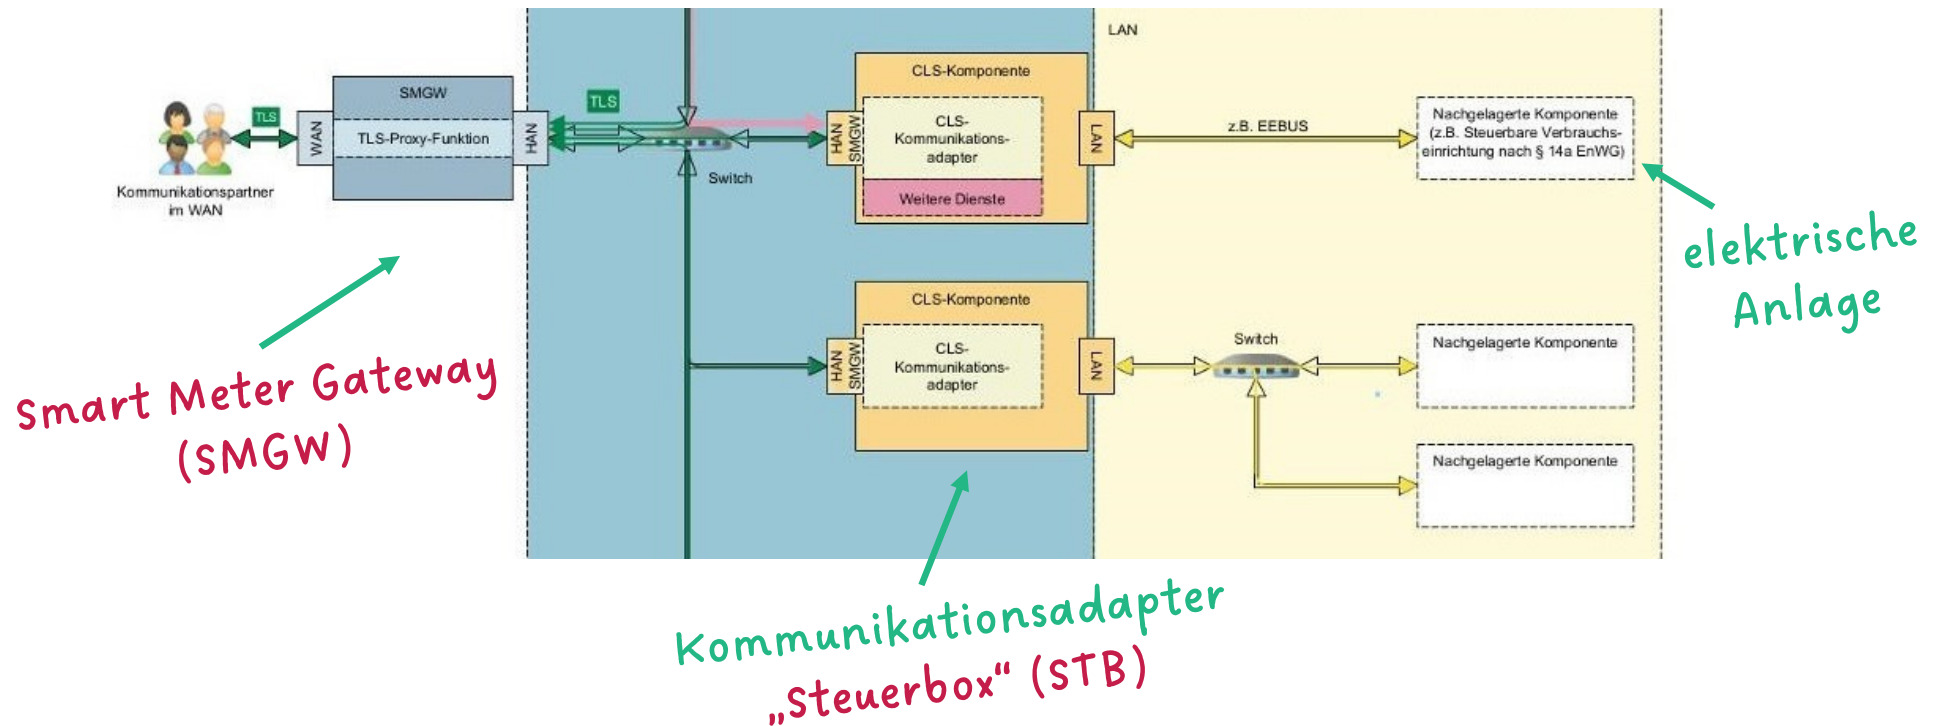 LAN
SMGW
TLS-Proxy-Funktion
WAN
HAN
TLS
Kommunikationspartner
im WAN
TLS
Switch
CLS-Komponente
HAN
SMGW
CLS-
Kommunikations-
adapter
Weitere Dienste
LAN
z.B. EEBUS
Nachgelagerte Komponente
(z.B. Steuerbare Verbrauchs-
einrichtung nach § 14a EnWG)
elektrische
Anlage
Smart Meter Gateway
(SMGW)
CLS-Komponente
HAN
SMGW
CLS-
Kommunikations-
adapter
LAN
Switch
Nachgelagerte Komponente
Nachgelagerte Komponente
Kommunikationsadapter
„Steuerbox“ (STB)